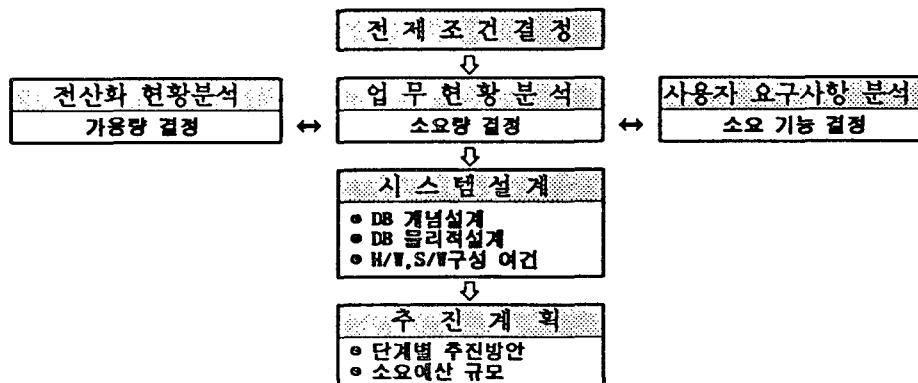 전 제 조 건 결 정
⇩
전산화 현황분석
가용량 결정
↔
업 무 현 황 분 석
소요량 결정
↔
사용자 요구사항 분석
소요 기능 결정
⇩
시 스 템 설 계
● DB 개념설계
● DB 물리적설계
● H/W,S/W구성 여건
⇩
추 진 계 획
● 단계별 추진방안
● 소요예산 규모